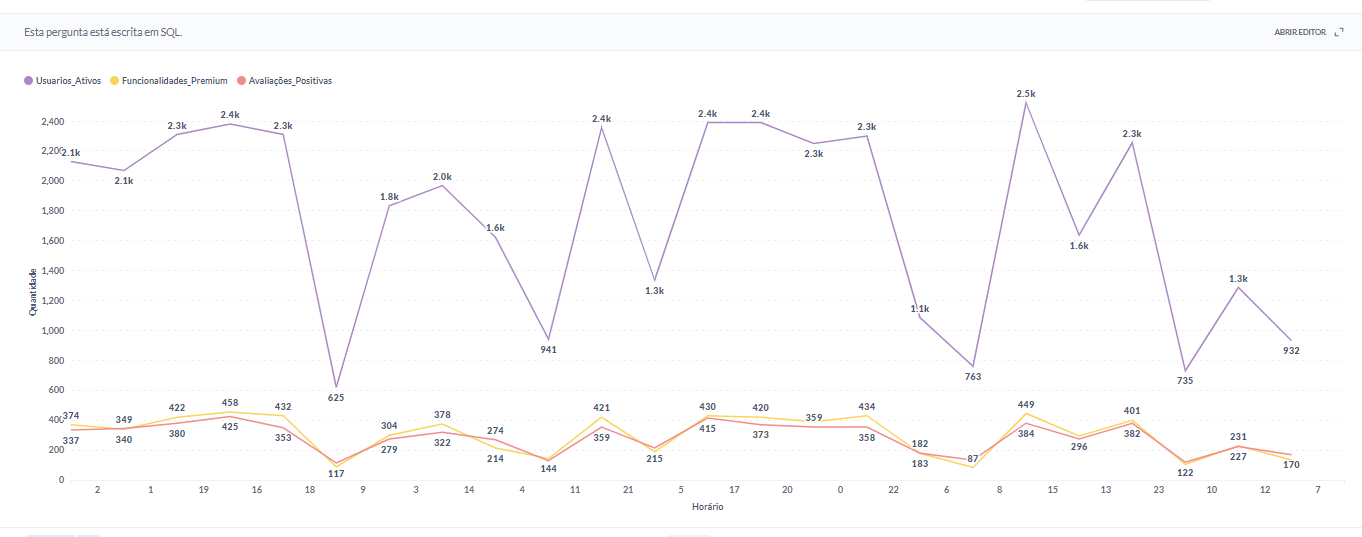 Esta pergunta está escrita em SQL.
ABRIR EDITOR
Usuarios_Ativos Funcionalidades_Premium Avaliações_Positivas
2.5k
2.1k 2.1k 2.3k 2.4k 2.3k 625 1.8k 2.0k 1.6k 941 2.4k 1.3k 2.4k 2.4k 2.3k 2.3k 1.1k 763 1.6k 2.3k 735 1.3k 932
2,400
2,200
2,000
1,800
1,600
1,400
1,200
1,000
800
600
400
200
0
Quantidade
374 349 422 458 432 304 378 274 421 430 420 359 434 182 87 449 401 231
337 340 380 425 353 117 279 322 214 144 359 215 415 373 358 183 384 296 382 122 227 170
2 1 19 16 18 9 3 14 4 11 21 5 17 20 0 22 6 8 15 13 23 10 12 7
Horário